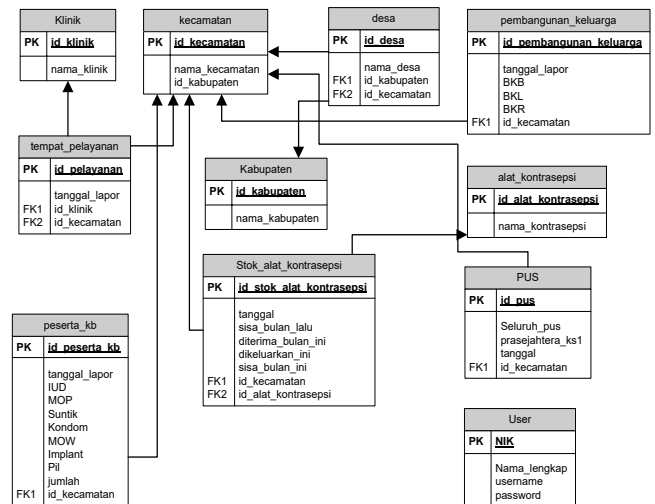 Klinik
PK id_klinik
nama_klinik
kecamatan
PK id_kecamatan
nama_kecamatan
id_kabupaten
desa
PK id_desa
nama_desa
FK1 id_kabupaten
FK2 id_kecamatan
pembangunan_keluarga
PK id_pembangunan_keluarga
tanggal_lapor
BKB
BKL
BKR
FK1 id_kecamatan
tempat_pelayanan
PK id_pelayanan
tanggal_lapor
FK1 id_klinik
FK2 id_kecamatan
Kabupaten
PK id_kabupaten
nama_kabupaten
alat_kontrasepsi
PK id_alat_kontrasepsi
nama_kontrasepsi
Stok_alat_kontrasepsi
PK id_stok_alat_kontrasepsi
tanggal
sisa_bulan_lalu
diterima_bulan_ini
dikeluarkan_ini
sisa_bulan_ini
FK1 id_kecamatan
FK2 id_alat_kontrasepsi
PUS
PK id_pus
Seluruh_pus
prasejahtera_ks1
tanggal
FK1 id_kecamatan
peserta_kb
PK id_peserta_kb
tanggal_lapor
IUD
MOP
Suntik
Kondom
MOW
Implant
Pil
jumlah
FK1 id_kecamatan
User
PK NIK
Nama_lengkap
username
password